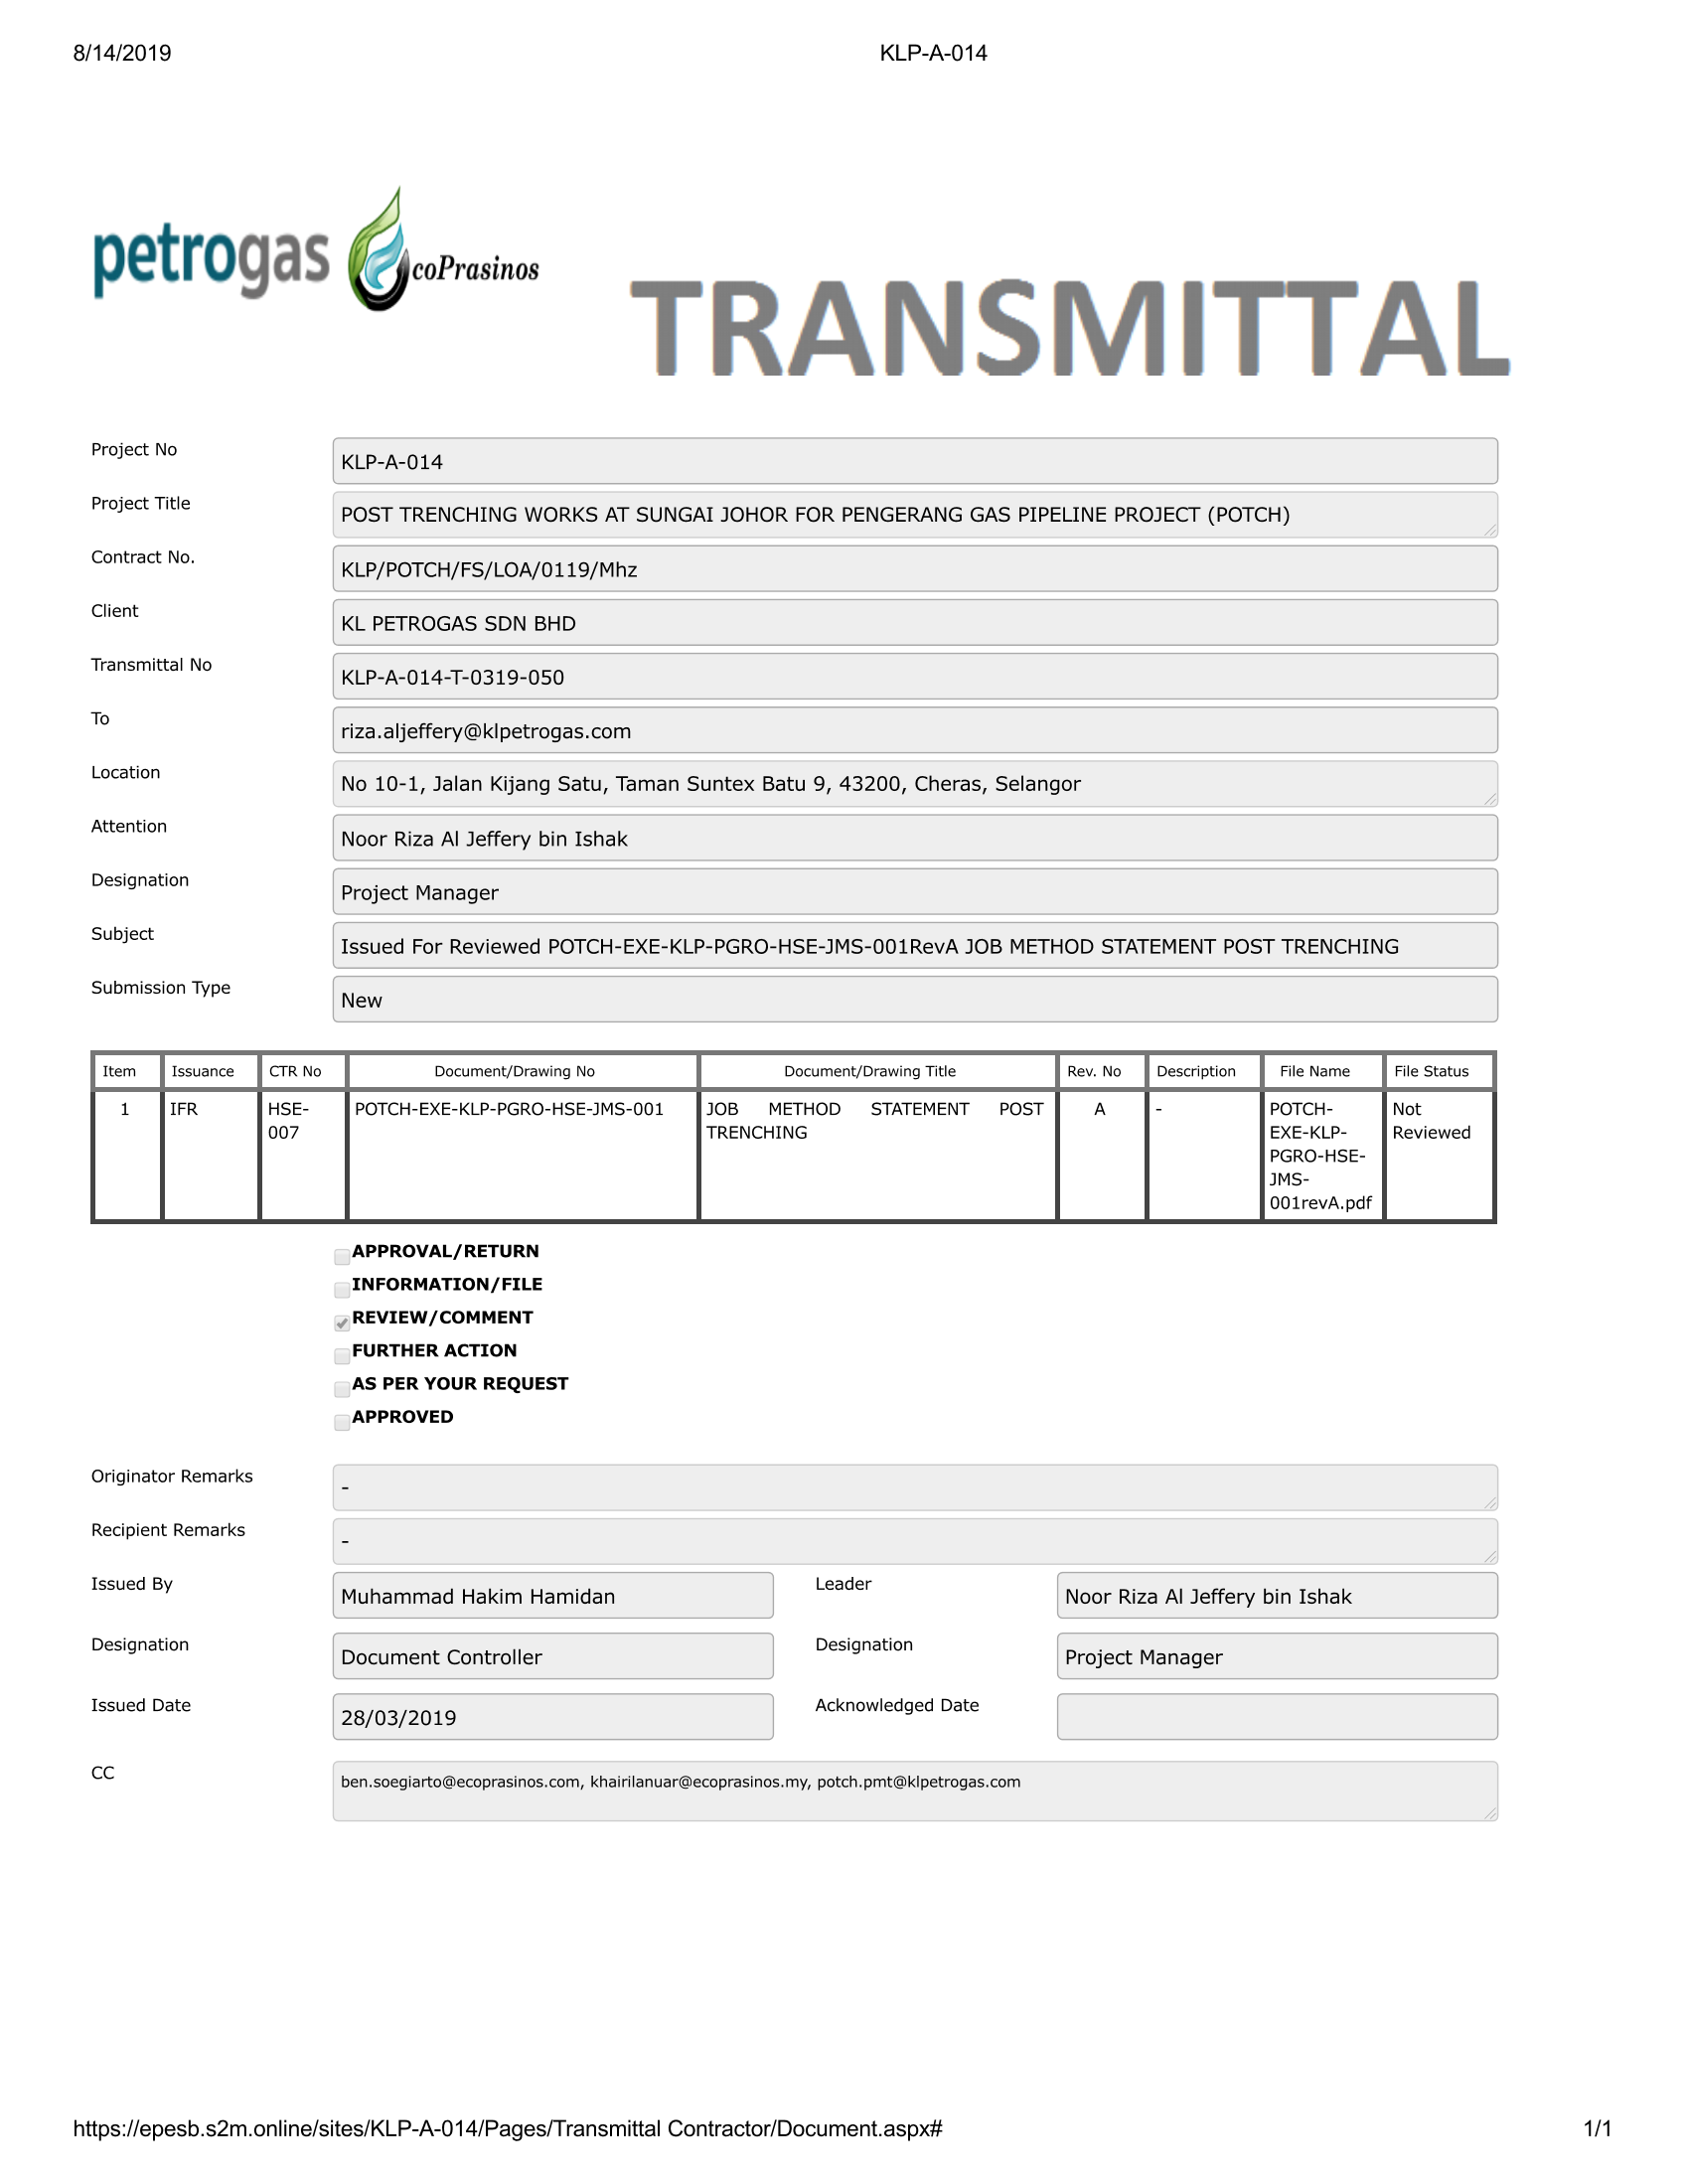 8/14/2019 KLP-A-014
petrogas coPrasinos
TRANSMITTAL
Project No KLP-A-014
Project Title POST TRENCHING WORKS AT SUNGAI JOHOR FOR PENGERANG GAS PIPELINE PROJECT (POTCH)
Contract No. KLP/POTCH/FS/LOA/0119/Mhz
Client KL PETROGAS SDN BHD
Transmittal No KLP-A-014-T-0319-050
To riza.aljeffery@klpetrogas.com
Location No 10-1, Jalan Kijang Satu, Taman Suntex Batu 9, 43200, Cheras, Selangor
Attention Noor Riza Al Jeffery bin Ishak
Designation Project Manager
Subject Issued For Reviewed POTCH-EXE-KLP-PGRO-HSE-JMS-001RevA JOB METHOD STATEMENT POST TRENCHING
Submission Type New
Item Issuance CTR No Document/Drawing No Document/Drawing Title Rev. No Description File Name File Status
1 IFR HSE- POTCH-EXE-KLP-PGRO-HSE-JMS-001 JOB METHOD STATEMENT POST A - POTCH- Not
007 TRENCHING EXE-KLP- Reviewed
PGRO-HSE-
JMS-
001revA.pdf
APPROVAL/RETURN
INFORMATION/FILE
REVIEW/COMMENT
FURTHER ACTION
AS PER YOUR REQUEST
APPROVED
Originator Remarks -
Recipient Remarks -
Issued By Muhammad Hakim Hamidan Leader Noor Riza Al Jeffery bin Ishak
Designation Document Controller Designation Project Manager
Issued Date 28/03/2019 Acknowledged Date
CC ben.soegiarto@ecoprasinos.com, khairilanuar@ecoprasinos.my, potch.pmt@klpetrogas.com
https://epesb.s2m.online/sites/KLP-A-014/Pages/Transmittal Contractor/Document.aspx# 1/1